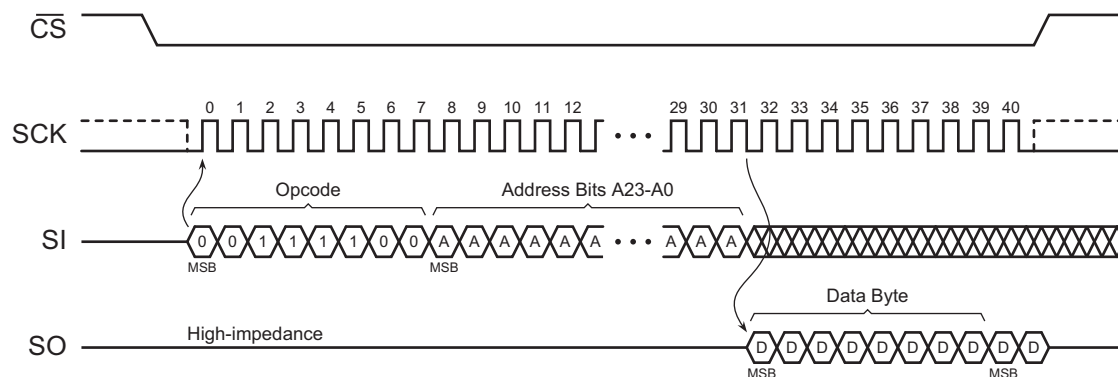 CS
0 1 2 3 4 5 6 7 8 9 10 11 12 29 30 31 32 33 34 35 36 37 38 39 40
SCK
Opcode Address Bits A23-A0
SI 0 0 1 1 1 1 0 0 A A A A A A A A A
MSB MSB
Data Byte
High-impedance
SO D D D D D D D D D D
MSB MSB